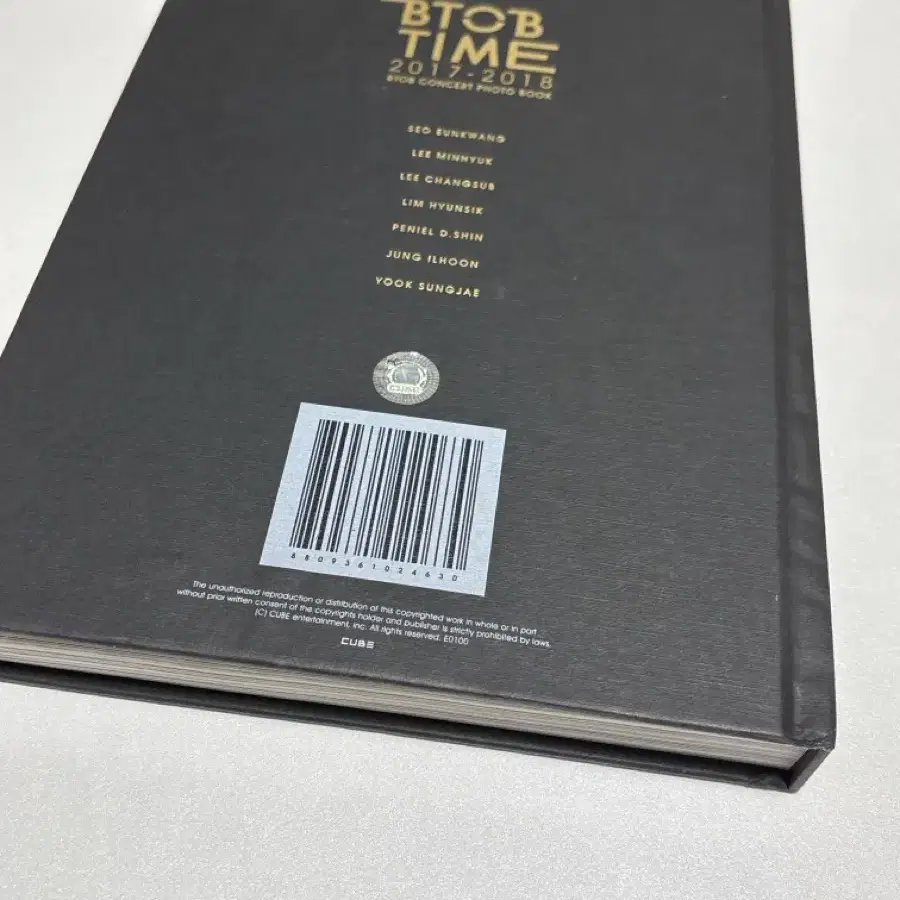 BTOB
TIME
2017-2018
BTOB CONCERT PHOTO BOOK
SEO EUNKWANG
LEE MINHYUK
LEE CHANGSUB
LIM HYUNSIK
PENIEL D.SHIN
JUNG ILHOON
YOOK SUNGJAE
CUBE
8809361024630
The unauthorized reproduction or distribution of this copyrighted work in whole or in part
without prior written consent of the copyrights holder and publisher is strictly prohibited by laws.
(C) CUBE entertainment, Inc. All rights reserved. E0100
CUBE